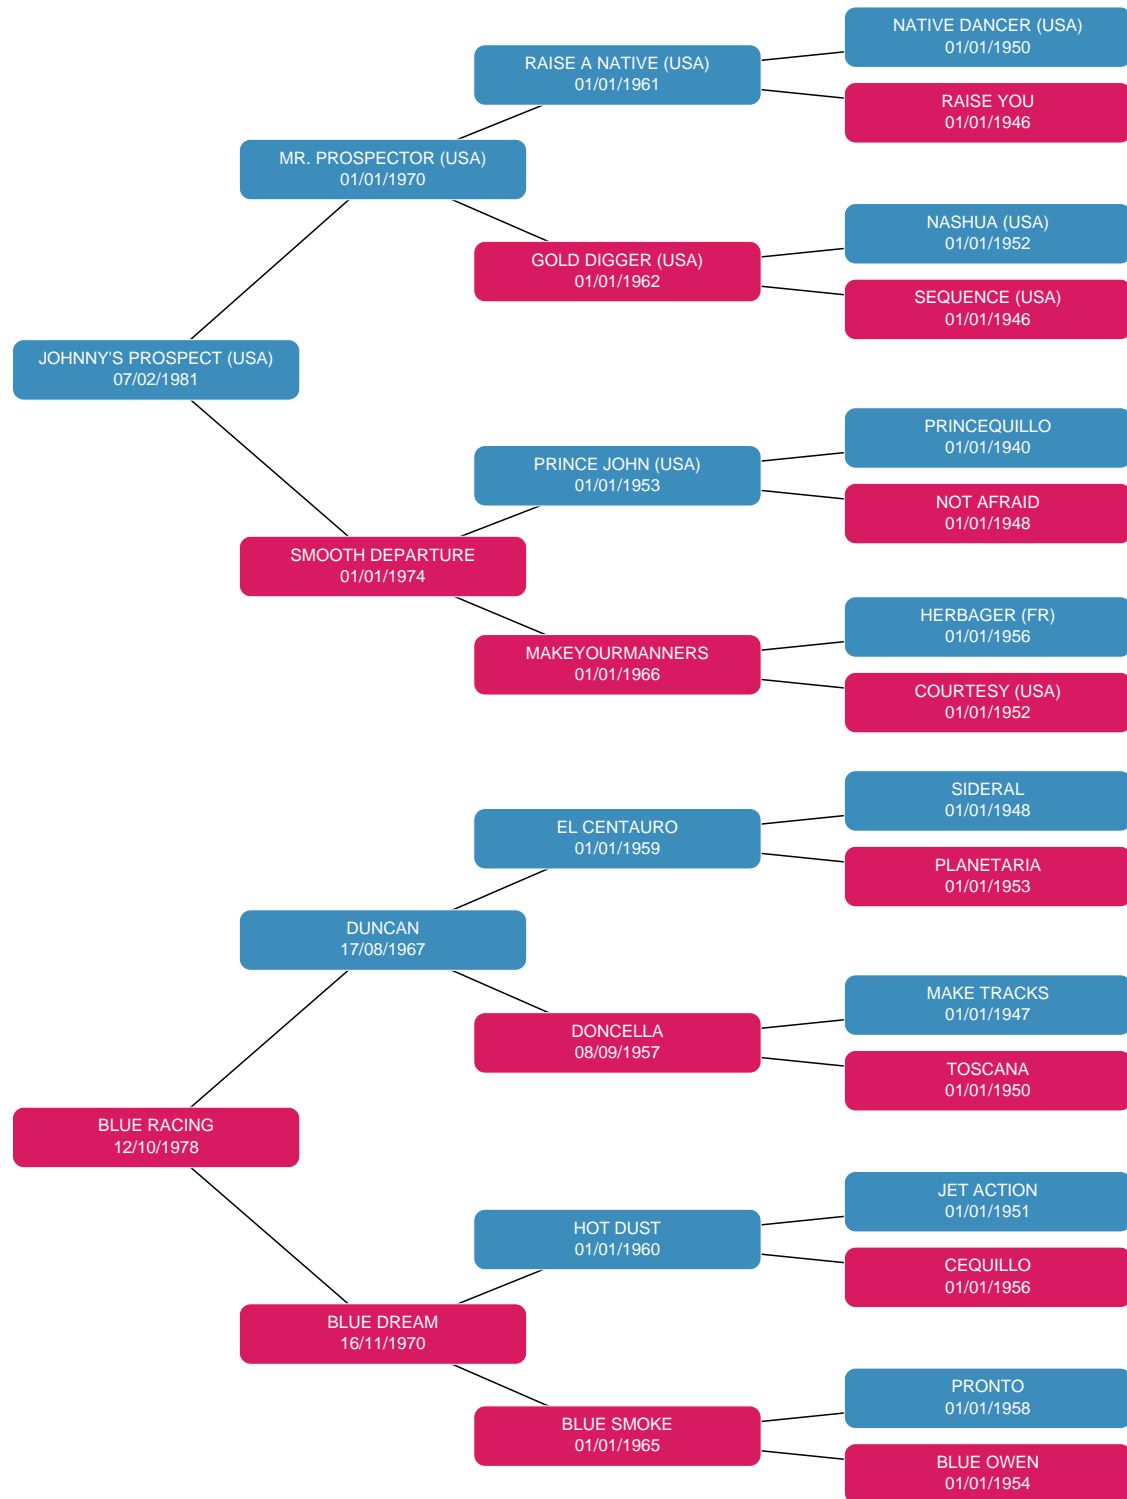 NATIVE DANCER (USA)
01/01/1950
RAISE A NATIVE (USA)
01/01/1961
RAISE YOU
01/01/1946
MR. PROSPECTOR (USA)
01/01/1970
NASHUA (USA)
01/01/1952
GOLD DIGGER (USA)
01/01/1962
SEQUENCE (USA)
01/01/1946
JOHNNY'S PROSPECT (USA)
07/02/1981
PRINCEQUILLO
01/01/1940
PRINCE JOHN (USA)
01/01/1953
NOT AFRAID
01/01/1948
SMOOTH DEPARTURE
01/01/1974
HERBAGER (FR)
01/01/1956
MAKEYOURMANNERS
01/01/1966
COURTESY (USA)
01/01/1952
SIDERAL
01/01/1948
EL CENTAURO
01/01/1959
PLANETARIA
01/01/1953
DUNCAN
17/08/1967
MAKE TRACKS
01/01/1947
DONCELLA
08/09/1957
TOSCANA
01/01/1950
BLUE RACING
12/10/1978
JET ACTION
01/01/1951
HOT DUST
01/01/1960
CEQUILLO
01/01/1956
BLUE DREAM
16/11/1970
PRONTO
01/01/1958
BLUE SMOKE
01/01/1965
BLUE OWEN
01/01/1954